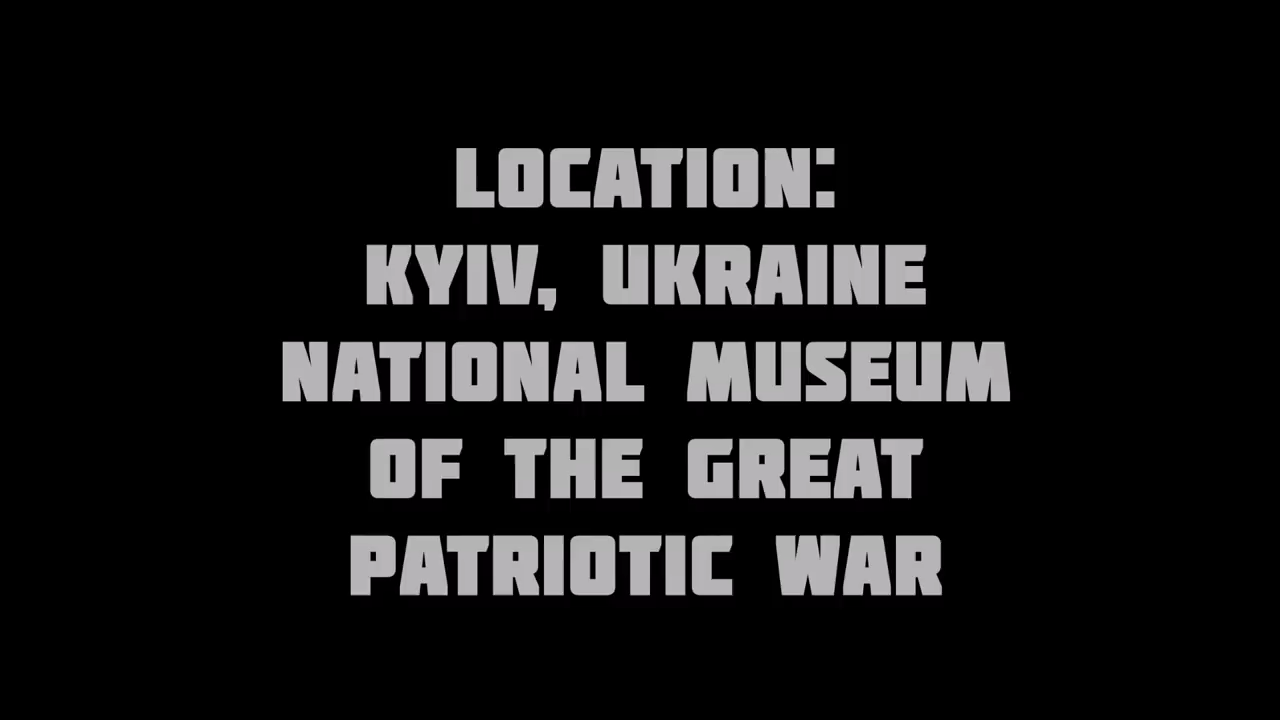 LOCATION:
KYIV, UKRAINE
NATIONAL MUSEUM
OF THE GREAT
PATRIOTIC WAR